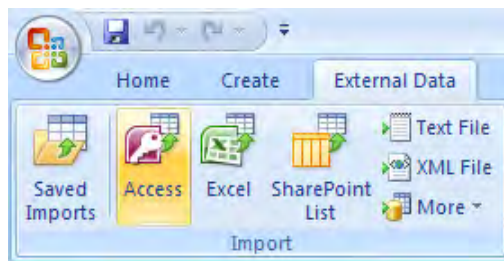 Home Create External Data
Saved Imports
Access
Excel
SharePoint List
Text File
XML File
More
Import